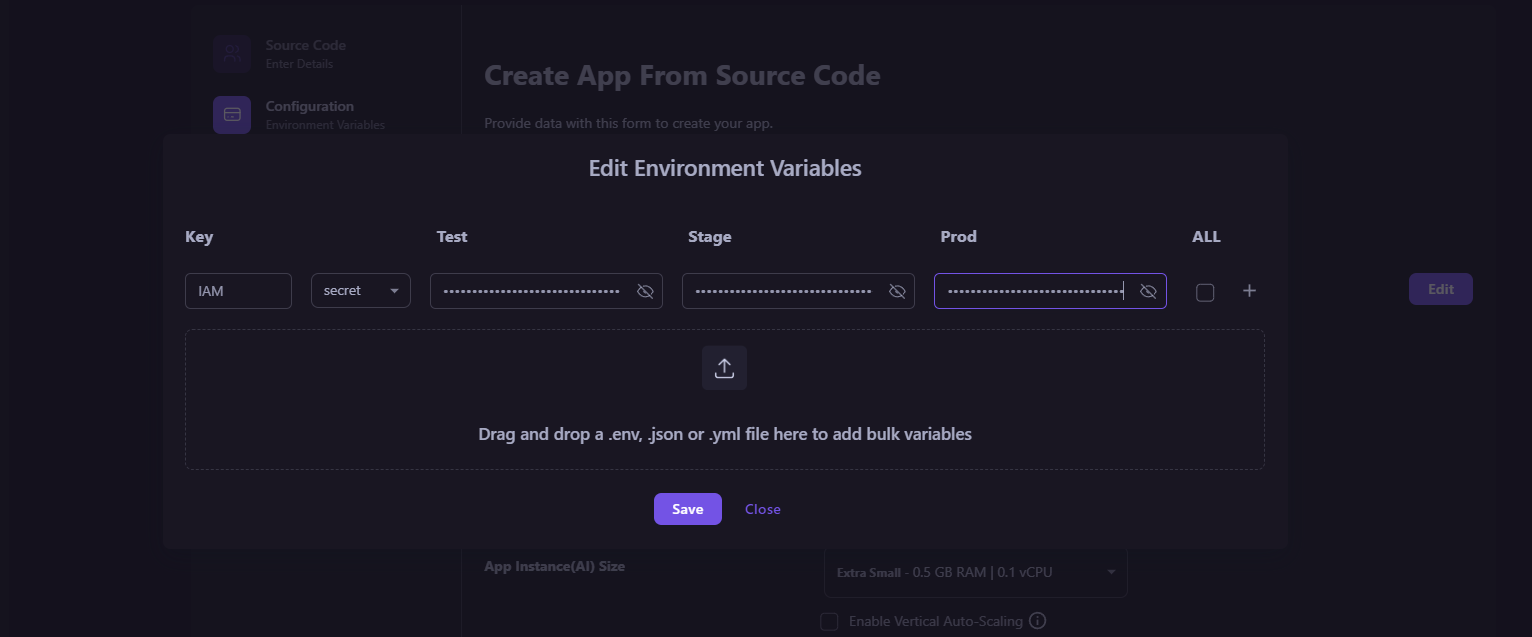 Source Code
Enter Details
Configuration
Environment Variables
Create App From Source Code
Provide data with this form to create your app.
Edit Environment Variables
Key Test Stage Prod ALL
IAM secret •••••••••••••••••••••••••••••• •••••••••••••••••••••••••••••• •••••••••••••••••••••••••••••• +
Edit
Drag and drop a .env, .json or .yml file here to add bulk variables
Save Close
App Instance(AI) Size
Extra Small - 0.5 GB RAM | 0.1 vCPU
Enable Vertical Auto-Scaling